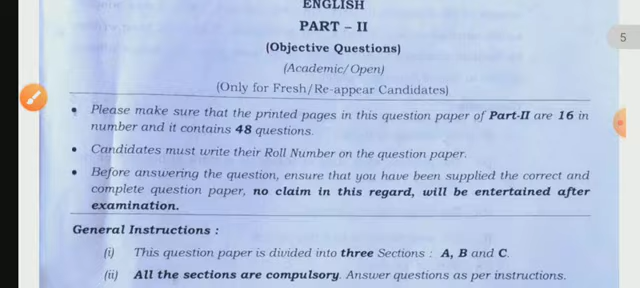 ENGLISH
PART – II
(Objective Questions)
(Academic/Open)
(Only for Fresh/Re-appear Candidates)
5
• Please make sure that the printed pages in this question paper of Part-II are 16 in
number and it contains 48 questions.
• Candidates must write their Roll Number on the question paper.
• Before answering the question, ensure that you have been supplied the correct and
complete question paper, no claim in this regard, will be entertained after
examination.
General Instructions :
(i) This question paper is divided into three Sections : A, B and C.
(ii) All the sections are compulsory. Answer questions as per instructions.